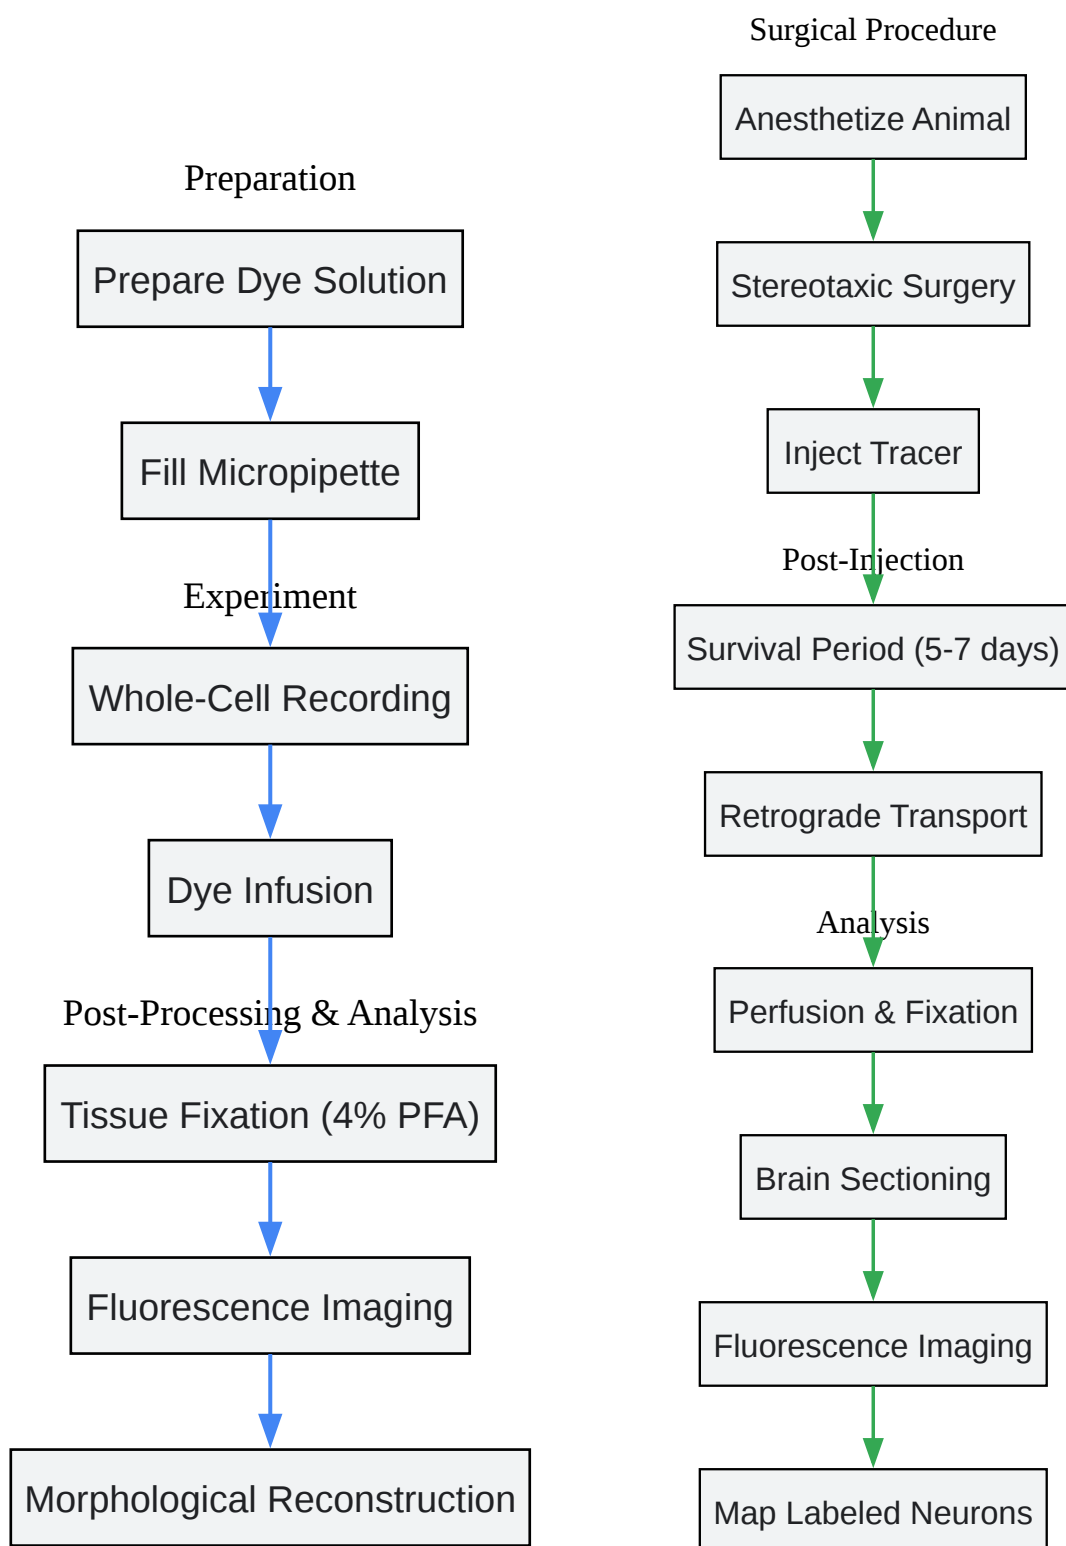 Preparation
Prepare Dye Solution
Fill Micropipette
Experiment
Whole-Cell Recording
Dye Infusion
Post-Processing & Analysis
Tissue Fixation (4% PFA)
Fluorescence Imaging
Morphological Reconstruction
Surgical Procedure
Anesthetize Animal
Stereotaxic Surgery
Inject Tracer
Post-Injection
Survival Period (5-7 days)
Retrograde Transport
Analysis
Perfusion & Fixation
Brain Sectioning
Fluorescence Imaging
Map Labeled Neurons